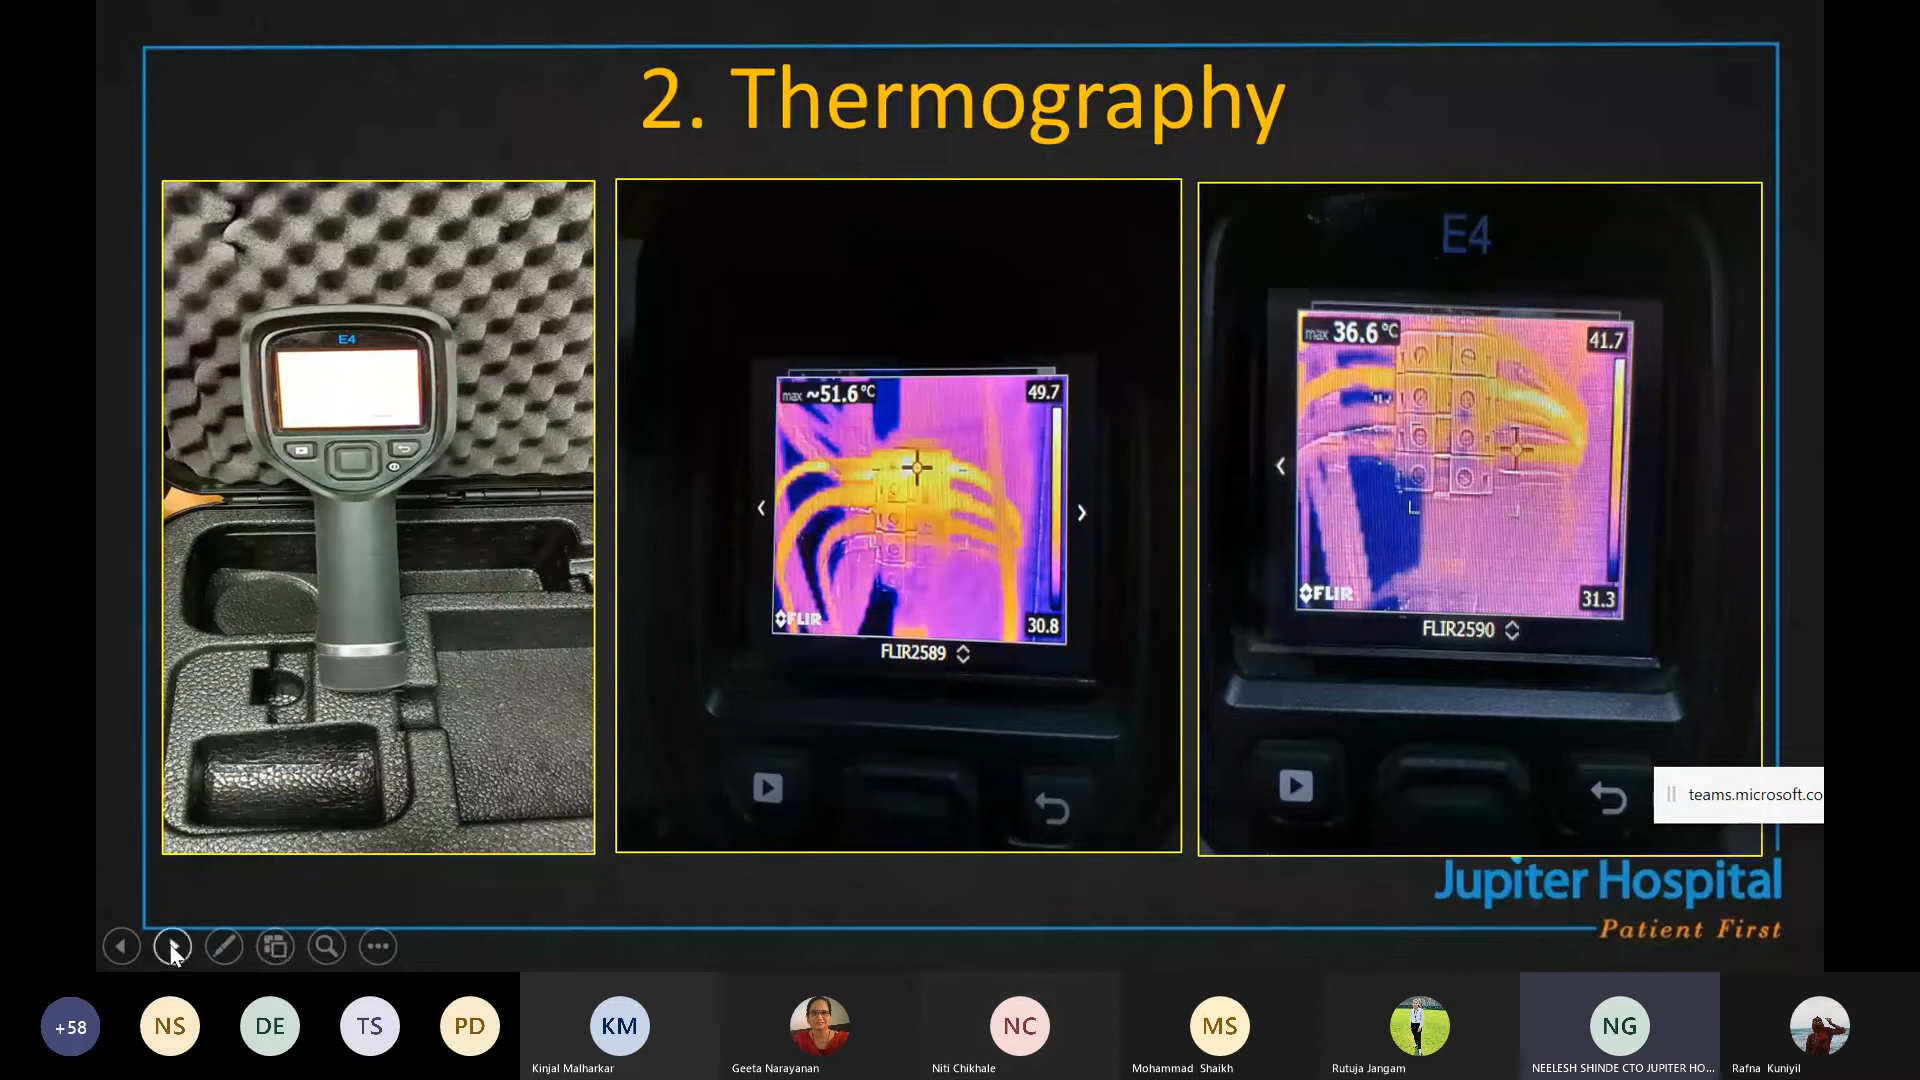 2. Thermography
E4
max ~51.6 °C
49.7
FLIR
30.8
FLIR2589
E4
max 36.6 °C
41.7
FLIR
31.3
FLIR2590
teams.microsoft.co
Jupiter Hospital
Patient First
+58
NS
DE
TS
PD
KM
NC
MS
NG
Kinjal Malharkar
Geeta Narayanan
Niti Chikhale
Mohammad Shaikh
Rutuja Jangam
NEELESH SHINDE CTO JUPITER HO...
Rafna Kuniyil